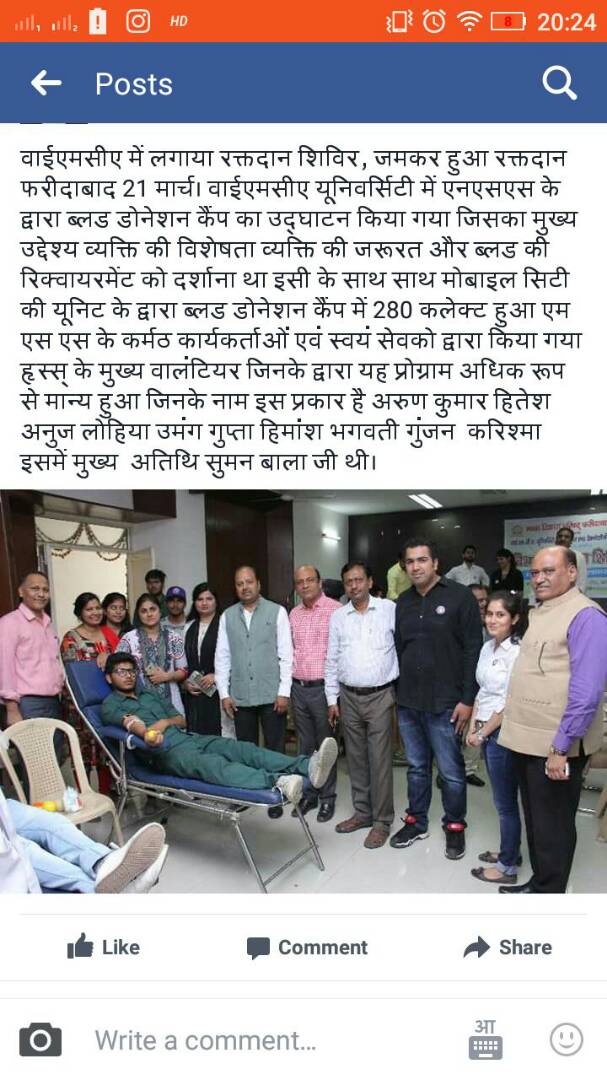 HD
8
20:24
Posts
वाईएमसीए में लगाया रक्तदान शिविर, जमकर हुआ रक्तदान
फरीदाबाद 21 मार्च। वाईएमसीए यूनिवर्सिटी में एनएसएस के
द्वारा ब्लड डोनेशन कैंप का उद्घाटन किया गया जिसका मुख्य
उद्देश्य व्यक्ति की विशेषता व्यक्ति की जरूरत और ब्लड की
रिक्वायरमेंट को दर्शाना था इसी के साथ साथ मोबाइल सिटी
की यूनिट के द्वारा ब्लड डोनेशन कैंप में 280 कलेक्ट हुआ एम
एस एस के कर्मठ कार्यकर्ताओं एवं स्वयं सेवको द्वारा किया गया
हृस्स् के मुख्य वालंटियर जिनके द्वारा यह प्रोग्राम अधिक रूप
से मान्य हुआ जिनके नाम इस प्रकार है अरुण कुमार हितेश
अनुज लोहिया उमंग गुप्ता हिमांश भगवती गुंजन करिश्मा
इसमें मुख्य अतिथि सुमन बाला जी थी।
Like
Comment
Share
Write a comment...
आ